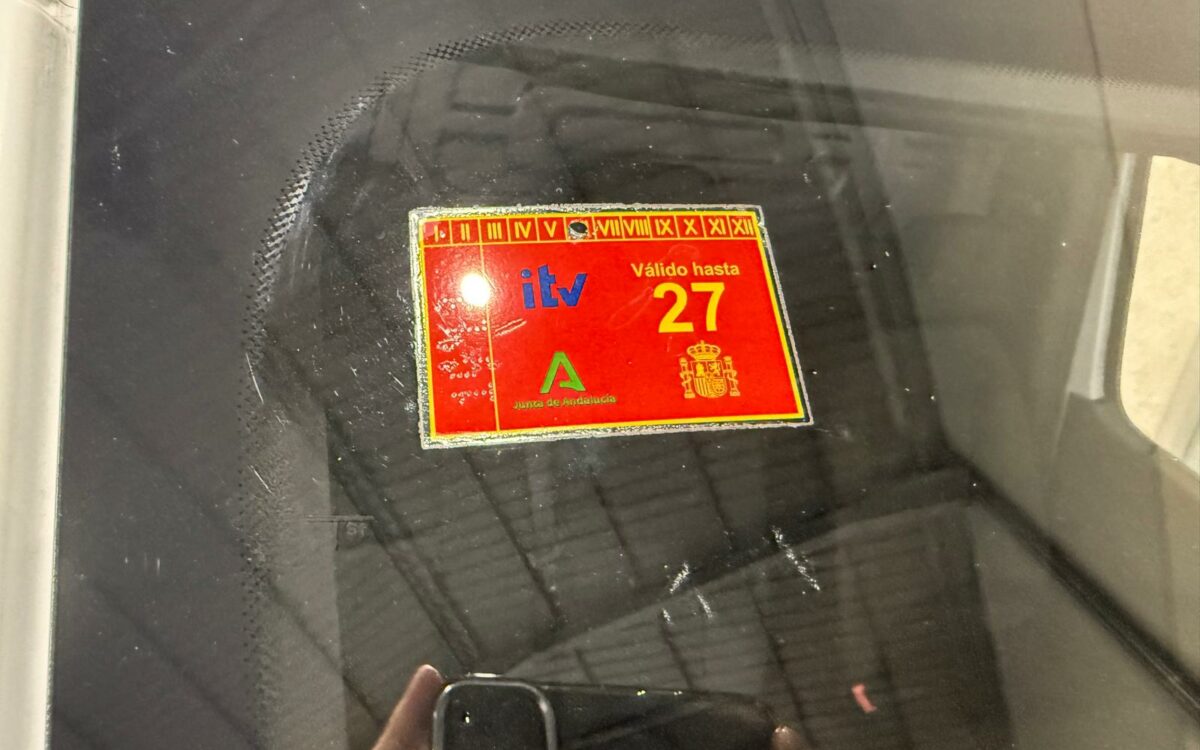 I II III IV V VII VIII IX X XI XII
itv
Válido hasta
27
Junta de Andalucía